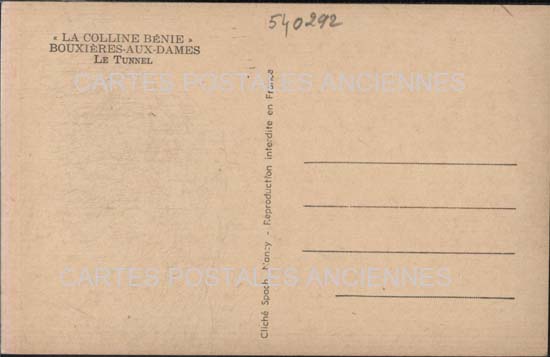 540292
« LA COLLINE BÉNIE »
BOUXIÈRES-AUX-DAMES
LE TUNNEL
CARTES POSTALES ANCIENNES
Cliché Spach, Nancy - Reproduction interdite en France
CARTES POSTALES ANCIENNES